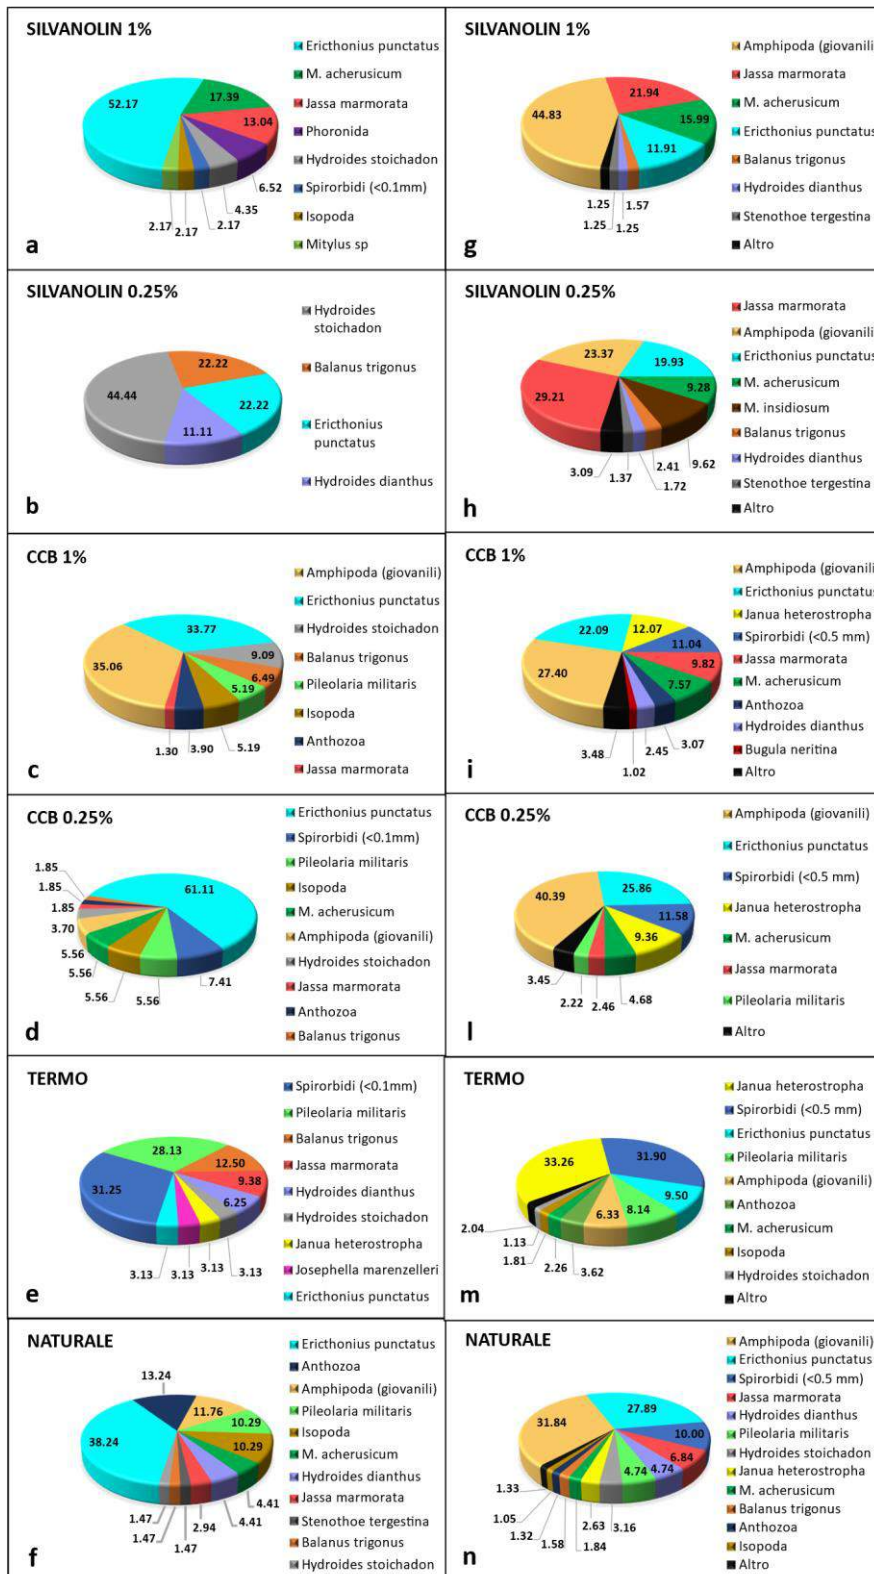 SILVANOLIN 1%
Ericthonius punctatus
M. acherusicum
Jassa marmorata
Phoronida
Hydroides stoichadon
Spirorbidi (<0.1mm)
Isopoda
Mitylus sp
52.17
17.39
13.04
6.52
4.35
2.17
2.17
2.17
a
SILVANOLIN 0.25%
Hydroides
stoichadon
Balanus trigonus
Ericthonius
punctatus
Hydroides dianthus
22.22
44.44
22.22
11.11
b
CCB 1%
Amphipoda (giovanili)
Ericthonius punctatus
Hydroides stoichadon
Balanus trigonus
Pileolaria militaris
Isopoda
Anthozoa
Jassa marmorata
33.77
9.09
35.06
6.49
5.19
1.30
3.90
5.19
c
CCB 0.25%
Ericthonius punctatus
Spirorbidi (<0.1mm)
Pileolaria militaris
Isopoda
M. acherusicum
Amphipoda (giovanili)
Hydroides stoichadon
Jassa marmorata
Anthozoa
Balanus trigonus
1.85
1.85
1.85
3.70
5.56
5.56
5.56
5.56
7.41
61.11
d
TERMO
Spirorbidi (<0.1mm)
Pileolaria militaris
Balanus trigonus
Jassa marmorata
Hydroides dianthus
Hydroides stoichadon
Janua heterostropha
Josephella marenzelleri
Ericthonius punctatus
28.13
12.50
9.38
31.25
6.25
3.13
3.13
3.13
3.13
e
NATURALE
Ericthonius punctatus
Anthozoa
Amphipoda (giovanili)
Pileolaria militaris
Isopoda
M. acherusicum
Hydroides dianthus
Jassa marmorata
Stenothoe tergestina
Balanus trigonus
Hydroides stoichadon
13.24
11.76
10.29
10.29
38.24
4.41
4.41
2.94
1.47
1.47
1.47
f
SILVANOLIN 1%
Amphipoda (giovanili)
Jassa marmorata
M. acherusicum
Ericthonius punctatus
Balanus trigonus
Hydroides dianthus
Stenothoe tergestina
Altro
21.94
44.83
15.99
11.91
1.25
1.57
1.25
1.25
g
SILVANOLIN 0.25%
Jassa marmorata
Amphipoda (giovanili)
Ericthonius punctatus
M. acherusicum
M. insidiosum
Balanus trigonus
Hydroides dianthus
Stenothoe tergestina
Altro
23.37
19.93
9.28
29.21
3.09
1.37
1.72
2.41
9.62
h
CCB 1%
Amphipoda (giovanili
Ericthonius punctatus
Janua heterostropha
Spirorbidi (<0.5 mm)
Jassa marmorata
M. acherusicum
Anthozoa
Hydroides dianthus
Bugula neritina
Altro
22.09
12.07
11.04
9.82
27.40
7.57
3.48
1.02
2.45
3.07
i
CCB 0.25%
Amphipoda (giovanili)
Ericthonius punctatus
Spirorbidi (<0.5 mm)
Janua heterostropha
M. acherusicum
Jassa marmorata
Pileolaria militaris
Altro
40.39
25.86
11.58
9.36
3.45
2.22
2.46
4.68
l
TERMO
Janua heterostropha
Spirorbidi (<0.5 mm)
Ericthonius punctatus
Pileolaria militaris
Amphipoda (giovanili)
Anthozoa
M. acherusicum
Isopoda
Hydroides stoichadon
Altro
33.26
31.90
9.50
8.14
6.33
2.04
1.13
1.81
2.26
3.62
m
NATURALE
Amphipoda (giovanili)
Ericthonius punctatus
Spirorbidi (<0.5 mm)
Jassa marmorata
Hydroides dianthus
Pileolaria militaris
Hydroides stoichadon
Janua heterostropha
M. acherusicum
Balanus trigonus
Anthozoa
Isopoda
Altro
27.89
31.84
10.00
6.84
4.74
4.74
1.33
1.05
1.32
1.58
1.84
2.63
3.16
n